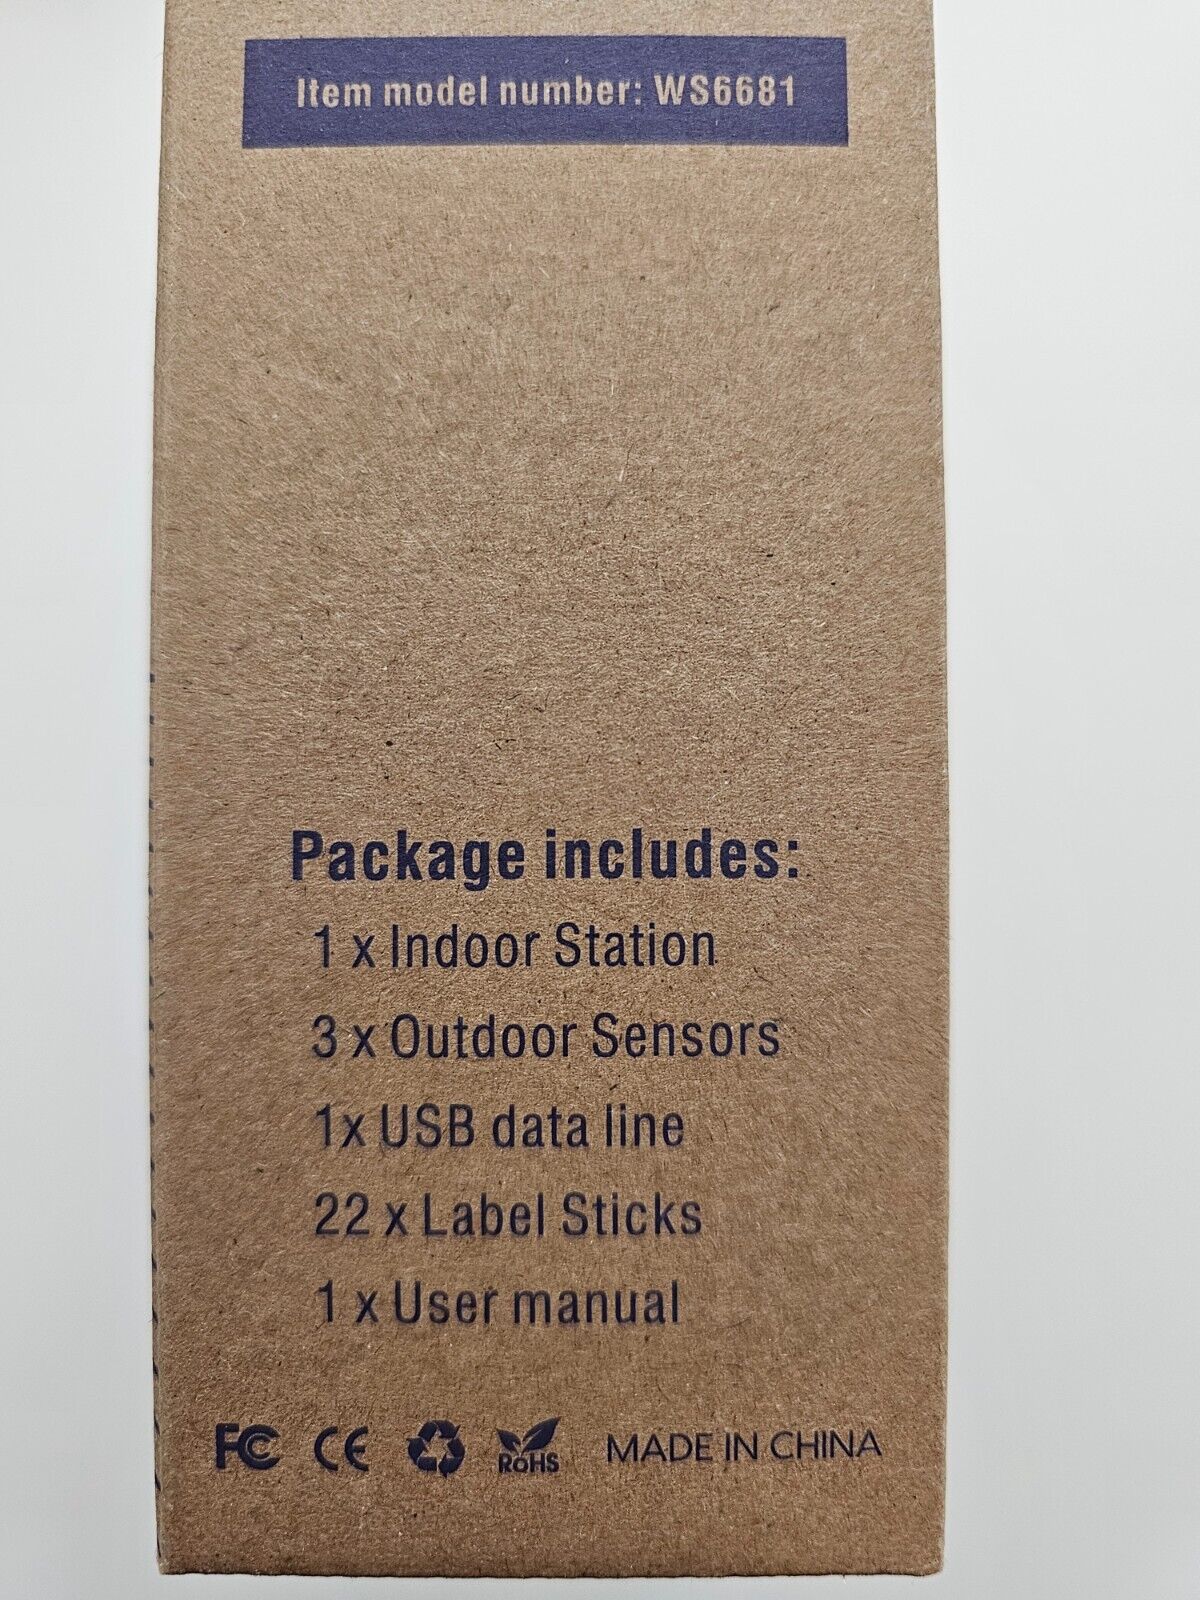 Item model number: WS6681
Package includes:
1 x Indoor Station
3 x Outdoor Sensors
1x USB data line
22 x Label Sticks
1 x User manual
FC CE RoHS MADE IN CHINA